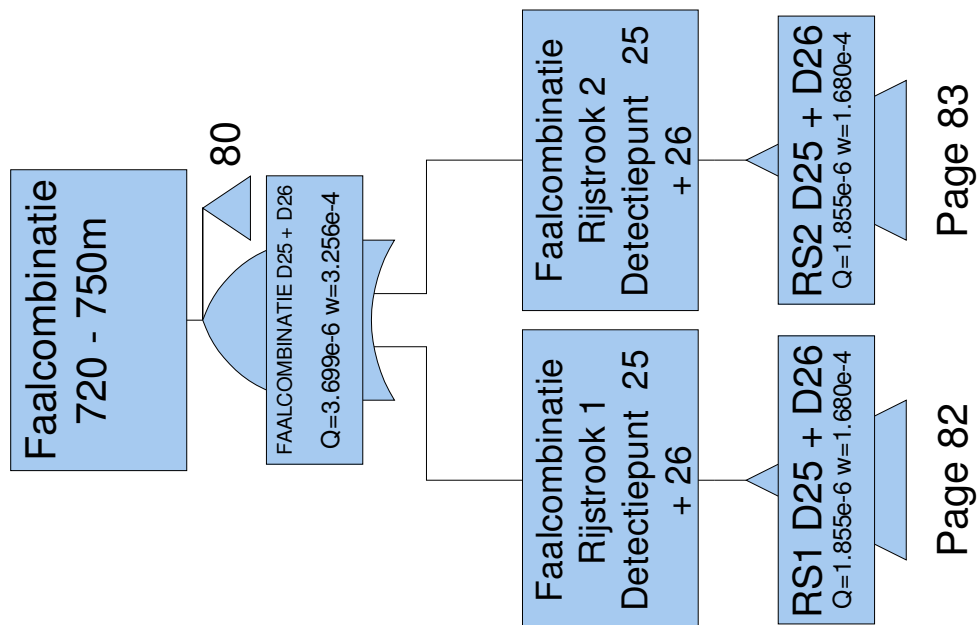 Faalcombinatie
720 - 750m
80
FAALCOMBINATIE D25 + D26
Q=3.699e-6 w=3.256e-4
Faalcombinatie
Rijstrook 1
Detectiepunt 25
+ 26
RS1 D25 + D26
Q=1.855e-6 w=1.680e-4
Page 82
Faalcombinatie
Rijstrook 2
Detectiepunt 25
+ 26
RS2 D25 + D26
Q=1.855e-6 w=1.680e-4
Page 83